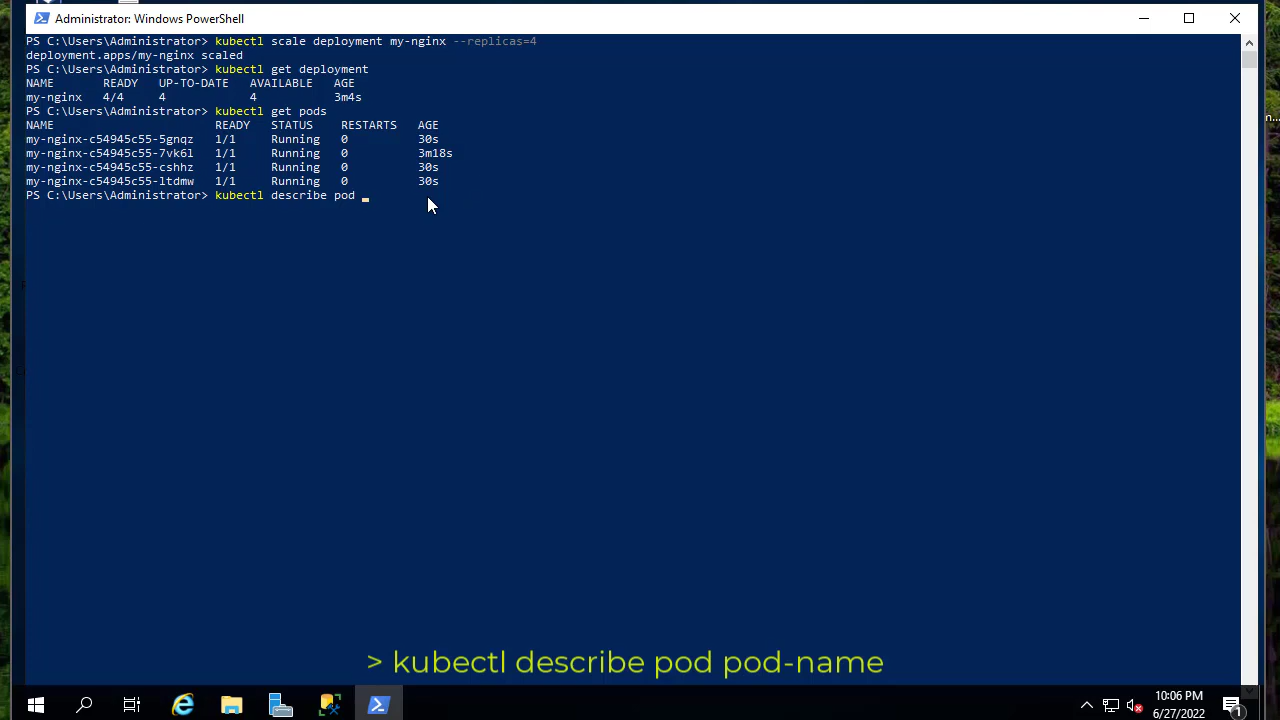 Administrator: Windows PowerShell
PS C:\Users\Administrator> kubectl scale deployment my-nginx --replicas=4
deployment.apps/my-nginx scaled
PS C:\Users\Administrator> kubectl get deployment
NAME READY UP-TO-DATE AVAILABLE AGE
my-nginx 4/4 4 4 3m4s
PS C:\Users\Administrator> kubectl get pods
NAME READY STATUS RESTARTS AGE
my-nginx-c54945c55-5gnqz 1/1 Running 0 30s
my-nginx-c54945c55-7vk6l 1/1 Running 0 3m18s
my-nginx-c54945c55-cshhz 1/1 Running 0 30s
my-nginx-c54945c55-ltdmw 1/1 Running 0 30s
PS C:\Users\Administrator> kubectl describe pod
> kubectl describe pod pod-name
10:06 PM
6/27/2022
1